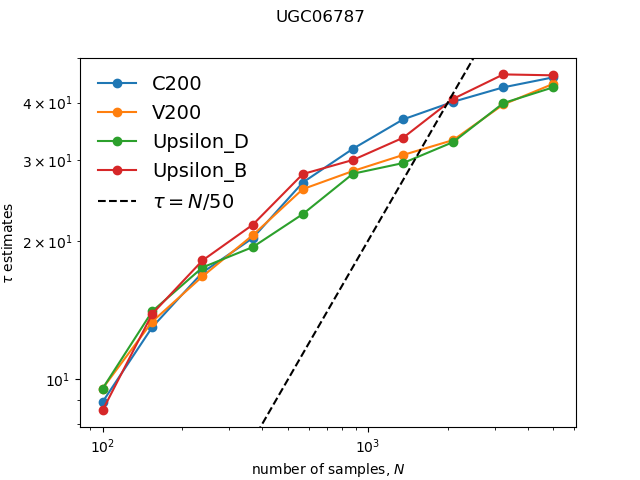 UGC06787
C200
V200
Upsilon_D
Upsilon_B
τ = N/50
4 × 10¹
3 × 10¹
2 × 10¹
10¹
τ estimates
10² 10³
number of samples, N